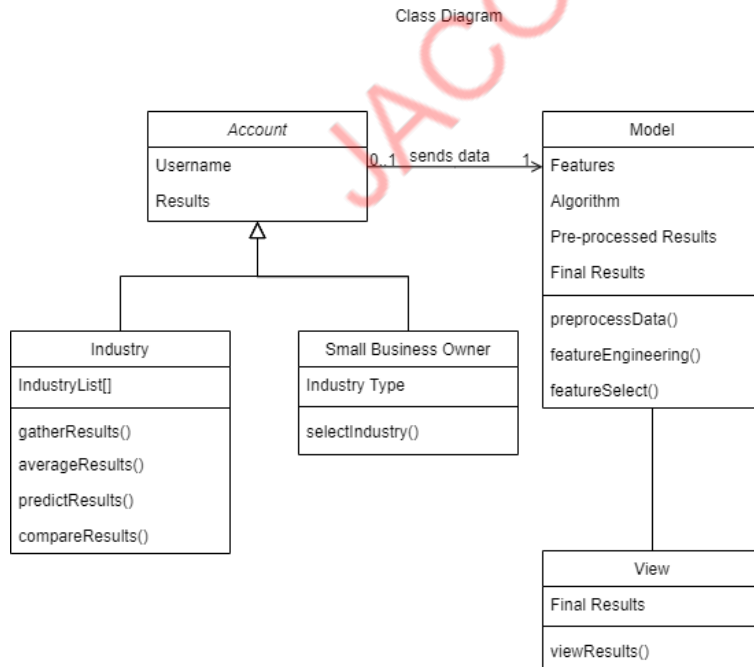 Class Diagram
JACC
Account
Username
Results
0..1 sends data 1
Model
Features
Algorithm
Pre-processed Results
Final Results
preprocessData()
featureEngineering()
featureSelect()
Industry
IndustryList[]
gatherResults()
averageResults()
predictResults()
compareResults()
Small Business Owner
Industry Type
selectIndustry()
View
Final Results
viewResults()